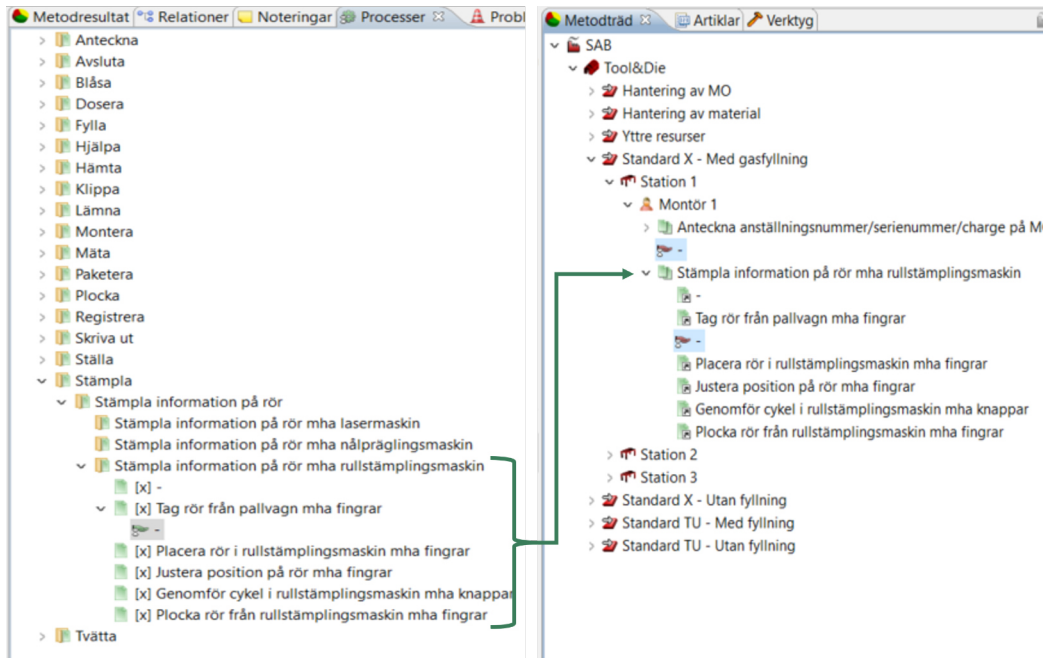 Metodresultat Relationer Noteringar Processer
Anteckna
Avsluta
Blåsa
Dosera
Fylla
Hjälpa
Hämta
Klippa
Lämna
Montera
Mäta
Paketera
Plocka
Registrera
Skriva ut
Ställa
Stämpla
Stämpla information på rör
Stämpla information på rör mha lasermaskin
Stämpla information på rör mha nålpräglingsmaskin
Stämpla information på rör mha rullstämplingsmaskin
[x] -
[x] Tag rör från pallvagn mha fingrar
-
[x] Placera rör i rullstämplingsmaskin mha fingrar
[x] Justera position på rör mha fingrar
[x] Genomför cykel i rullstämplingsmaskin mha knappar
[x] Plocka rör från rullstämplingsmaskin mha fingrar
Tvätta
Metodträd Artiklar Verktyg
SAB
Tool&Die
Hantering av MO
Hantering av material
Yttre resurser
Standard X - Med gasfyllning
Station 1
Montör 1
Anteckna anställningsnummer/serienummer/charge på
-
Stämpla information på rör mha rullstämplingsmaskin
-
Tag rör från pallvagn mha fingrar
-
Placera rör i rullstämplingsmaskin mha fingrar
Justera position på rör mha fingrar
Genomför cykel i rullstämplingsmaskin mha knappar
Plocka rör från rullstämplingsmaskin mha fingrar
Station 2
Station 3
Standard X - Utan fyllning
Standard TU - Med fyllning
Standard TU - Utan fyllning